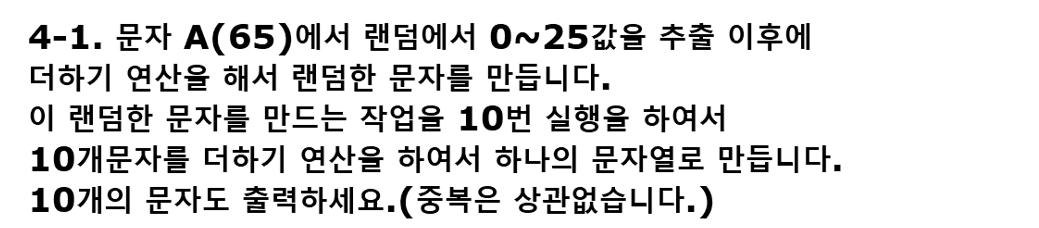 4-1. 문자 A(65)에서 랜덤에서 0~25값을 추출 이후에
더하기 연산을 해서 랜덤한 문자를 만듭니다.
이 랜덤한 문자를 만드는 작업을 10번 실행을 하여서
10개문자를 더하기 연산을 하여서 하나의 문자열로 만듭니다.
10개의 문자도 출력하세요.(중복은 상관없습니다.)